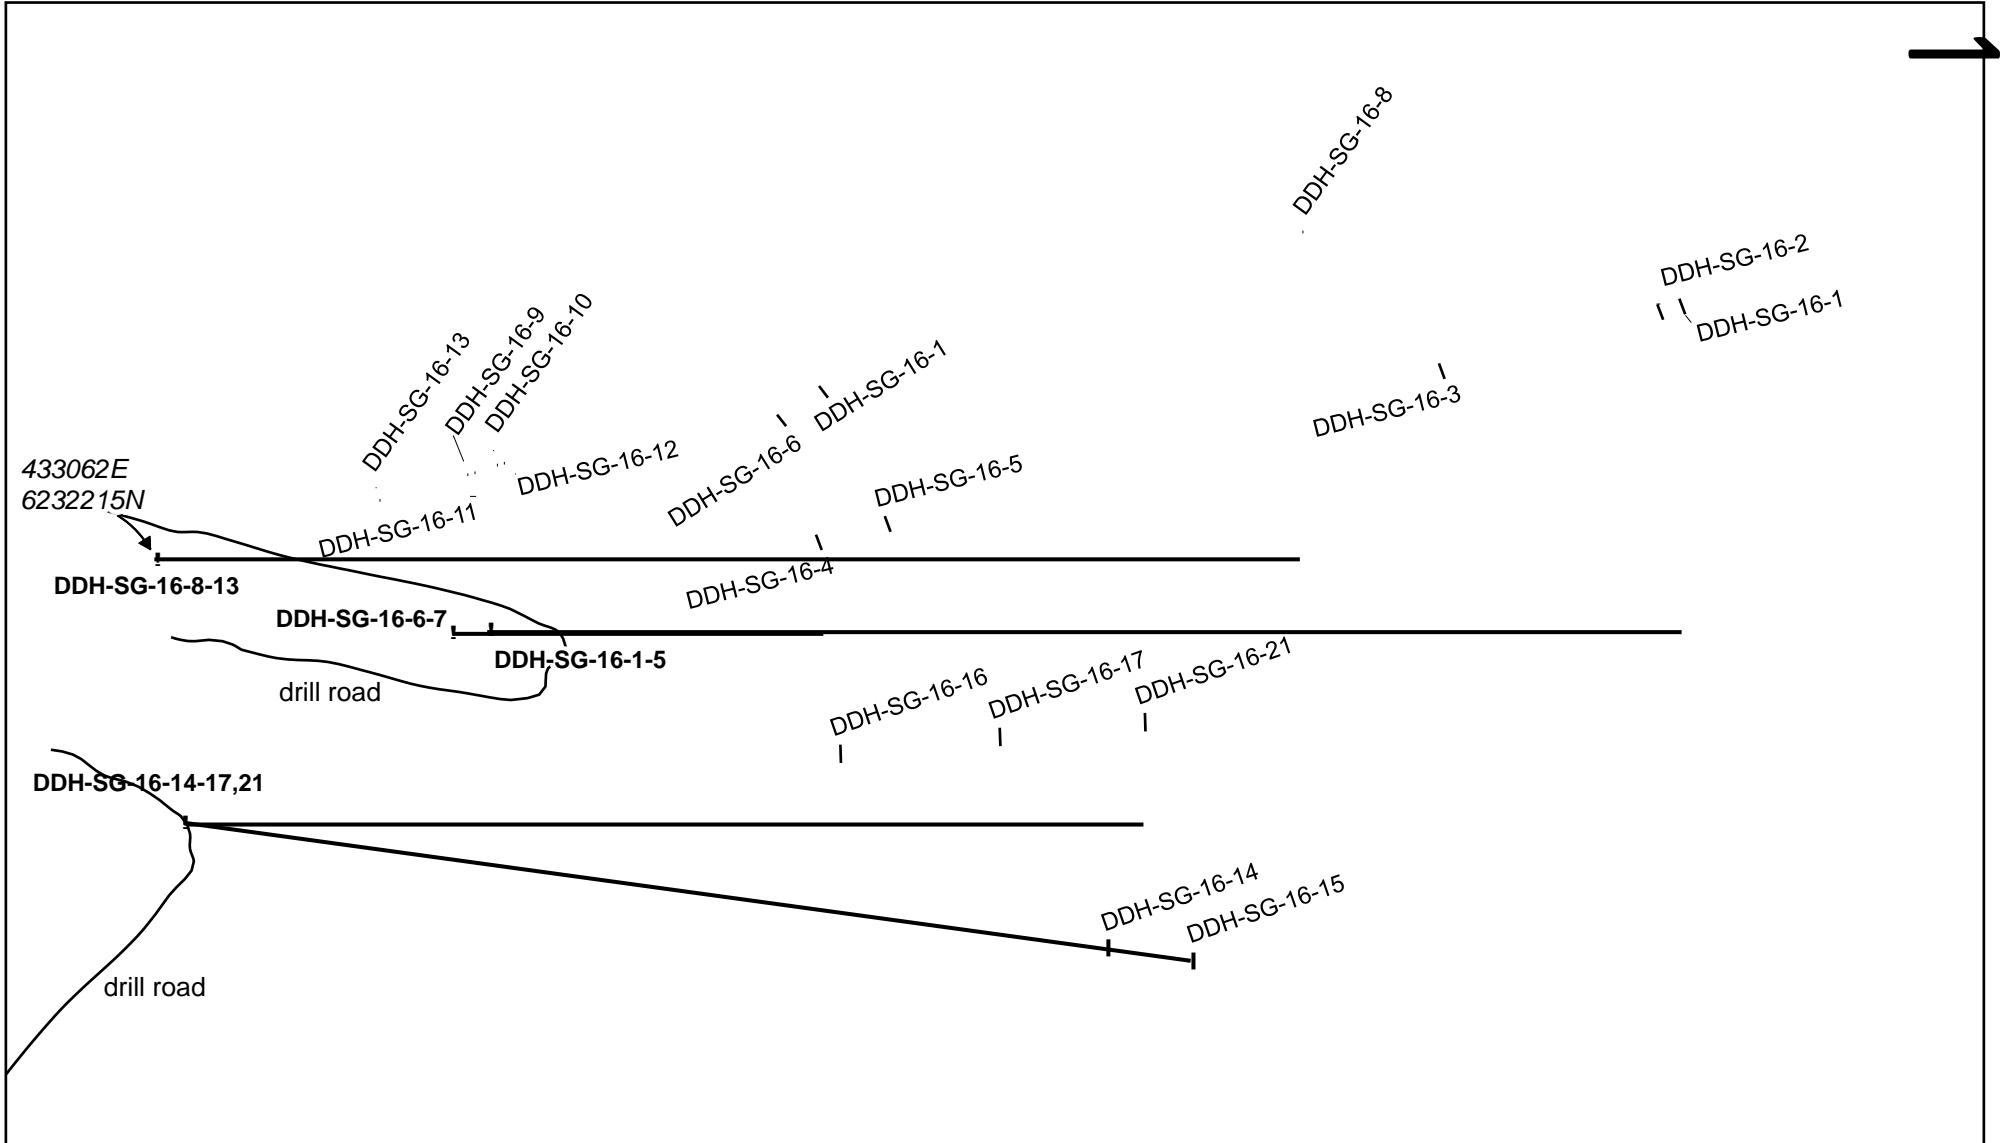 DDH-SG-16-8
DDH-SG-16-2
DDH-SG-16-1
DDH-SG-16-13
DDH-SG-16-9
DDH-SG-16-10
DDH-SG-16-1
DDH-SG-16-3
433062E
6232215N
DDH-SG-16-12
DDH-SG-16-6
DDH-SG-16-5
DDH-SG-16-11
DDH-SG-16-8-13
DDH-SG-16-4
DDH-SG-16-6-7
DDH-SG-16-1-5
drill road
DDH-SG-16-16
DDH-SG-16-17
DDH-SG-16-21
DDH-SG-16-14-17,21
DDH-SG-16-14
DDH-SG-16-15
drill road